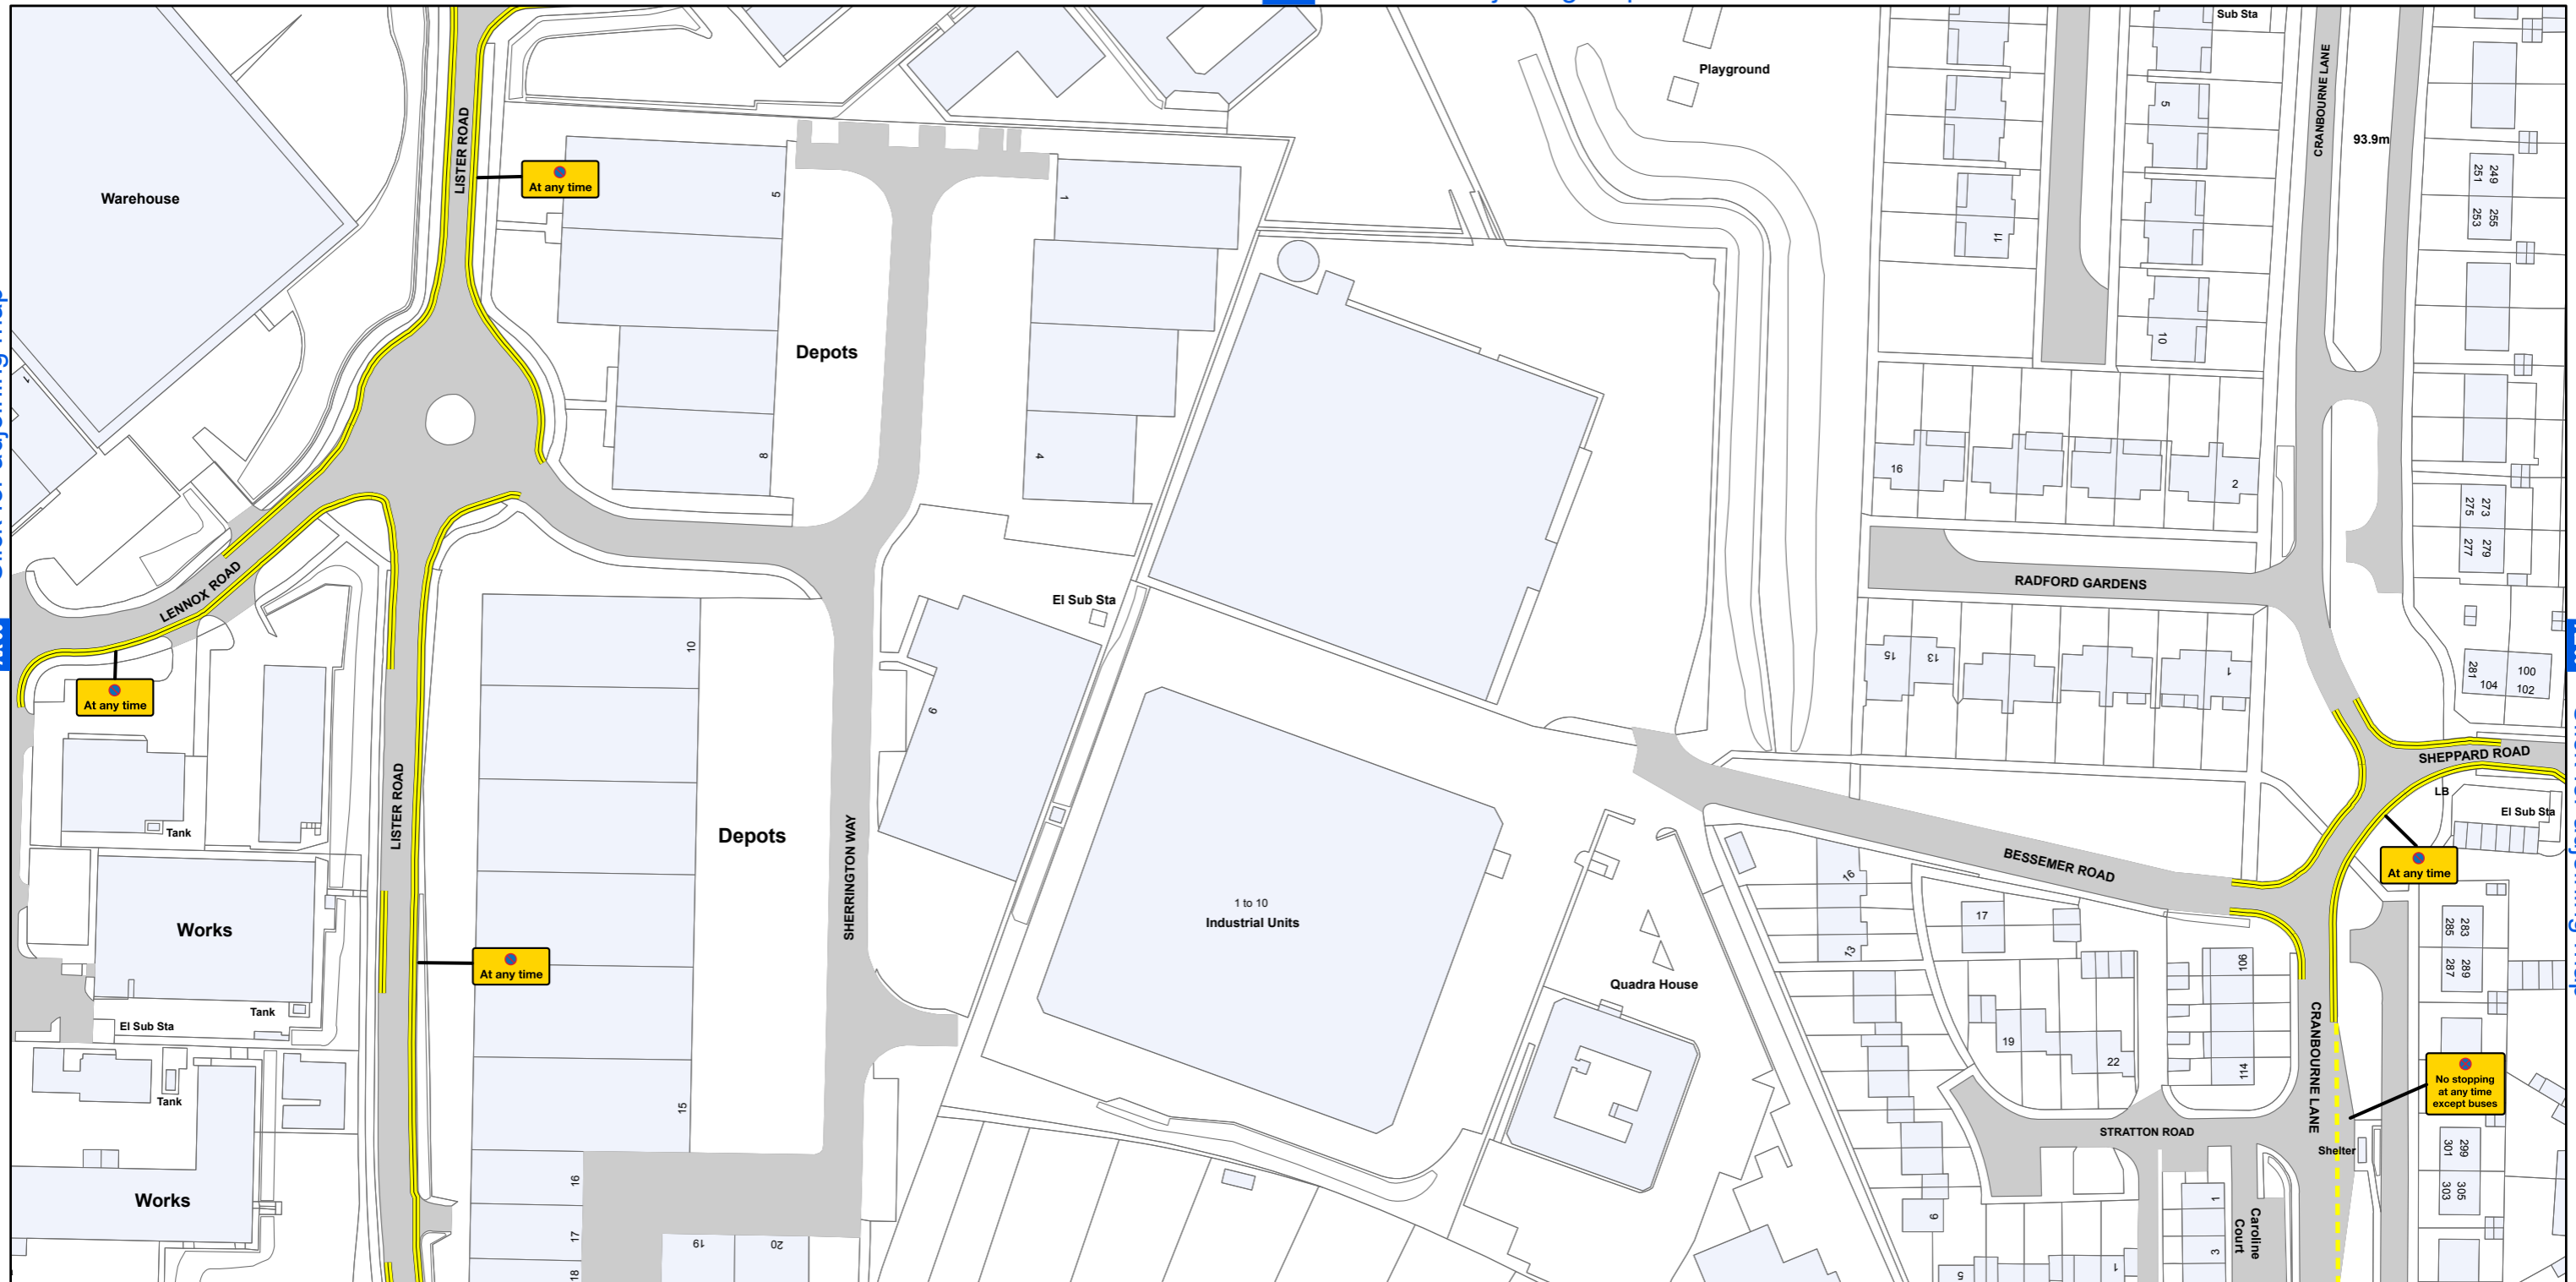 Sub Sta
Playground
CRANBOURNE LANE
93.9m
5
249
251
255
253
Warehouse
LISTER ROAD
At any time
5
1
11
10
Depots
8
4
16
2
273
275
279
277
RADFORD GARDENS
LENNOX ROAD
El Sub Sta
At any time
10
9
15
13
1
281
100
104
102
SHEPPARD ROAD
LB
El Sub Sta
At any time
Tank
LISTER ROAD
Depots
SHERRINGTON WAY
BESSEMER ROAD
16
13
17
1 to 10
Industrial Units
Works
At any time
Quadra House
106
283
285
289
287
Tank
El Sub Sta
19
22
114
CRANBOURNE LANE
No stopping
at any time
except buses
Tank
15
STRATTON ROAD
Shelter
299
301
305
303
Works
16
17
18
19
20
9
1
3
Caroline
Court
5
1